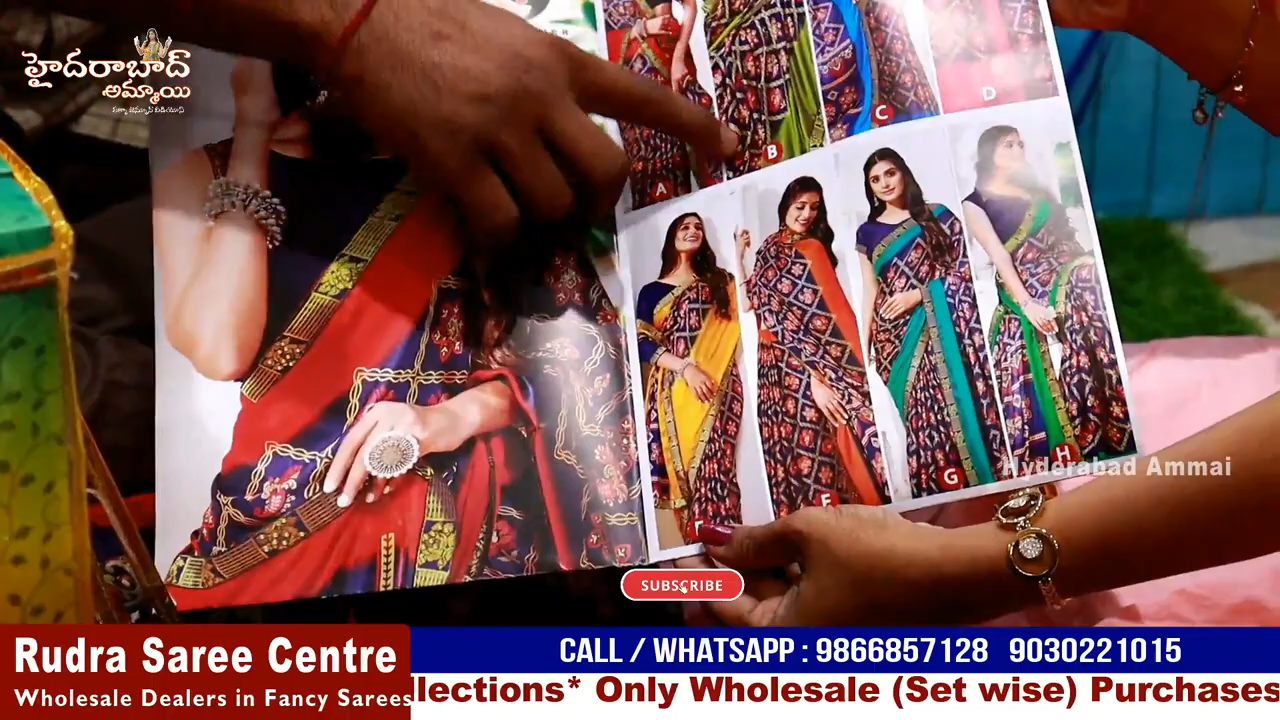 హైదరాబాద్
అమ్మాయి
A
B
C
D
F
G
H
Hyderabad Ammai
SUBSCRIBE
Rudra Saree Centre
Wholesale Dealers in Fancy Sarees
CALL / WHATSAPP : 9866857128 9030221015
llections* Only Wholesale (Set wise) Purchases